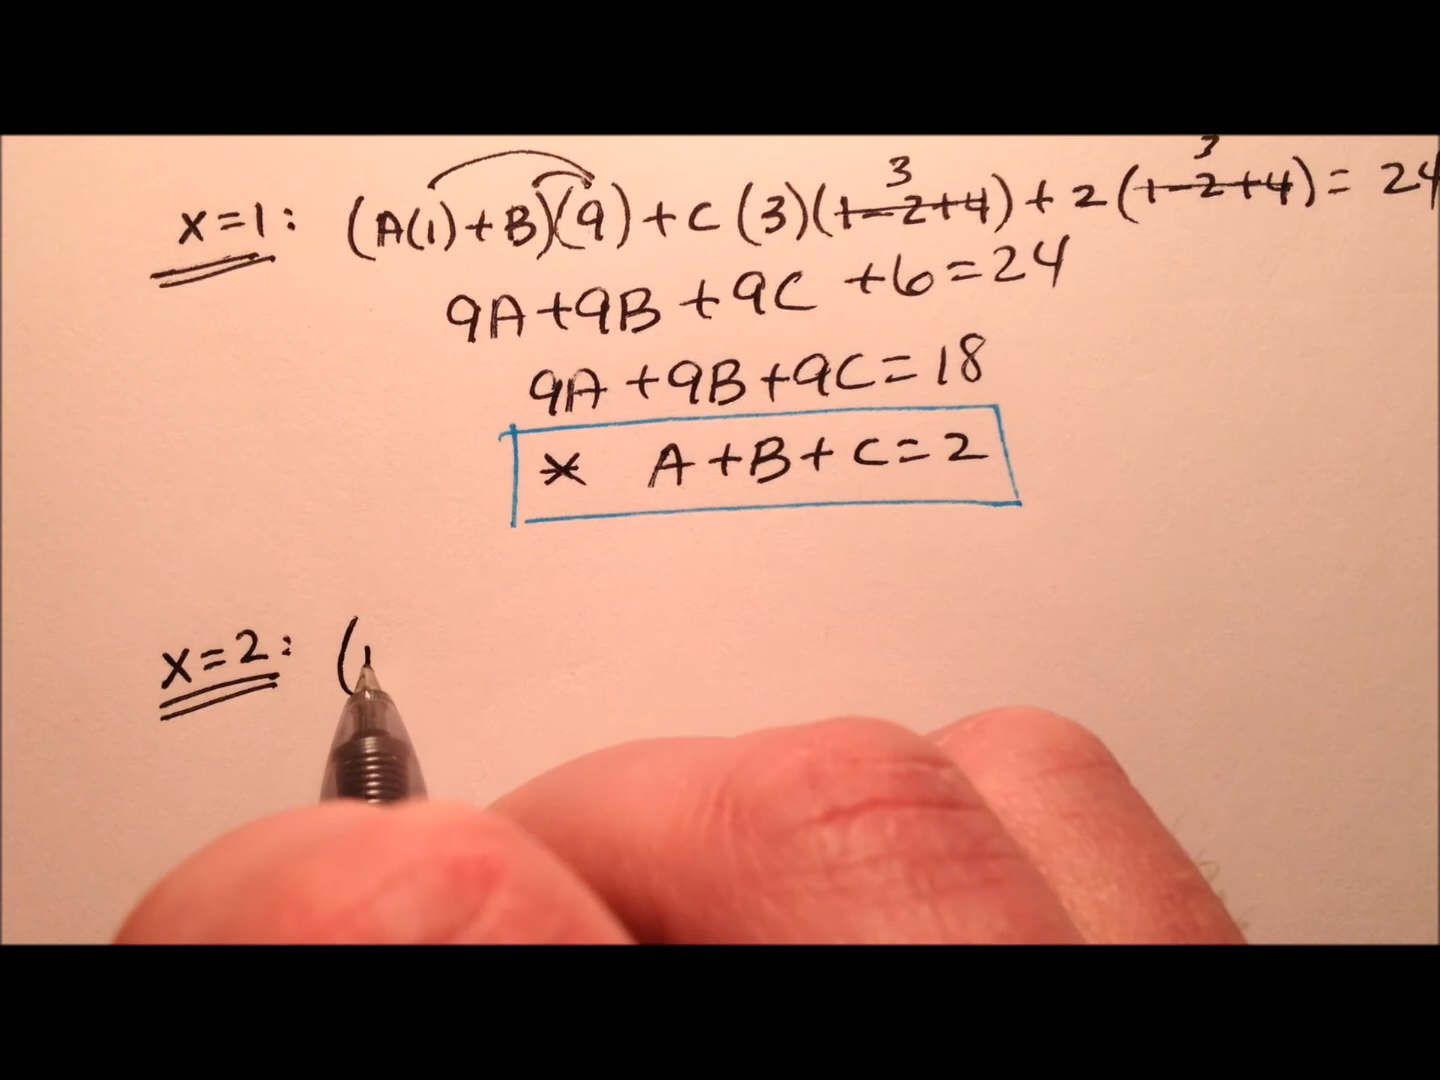 x=1: (A(1)+B)(9)+C(3)(1-2+4)+2(1-2+4)=24
3 3
9A+9B+9C +6=24
9A+9B+9C=18
* A+B+C=2
x=2: (